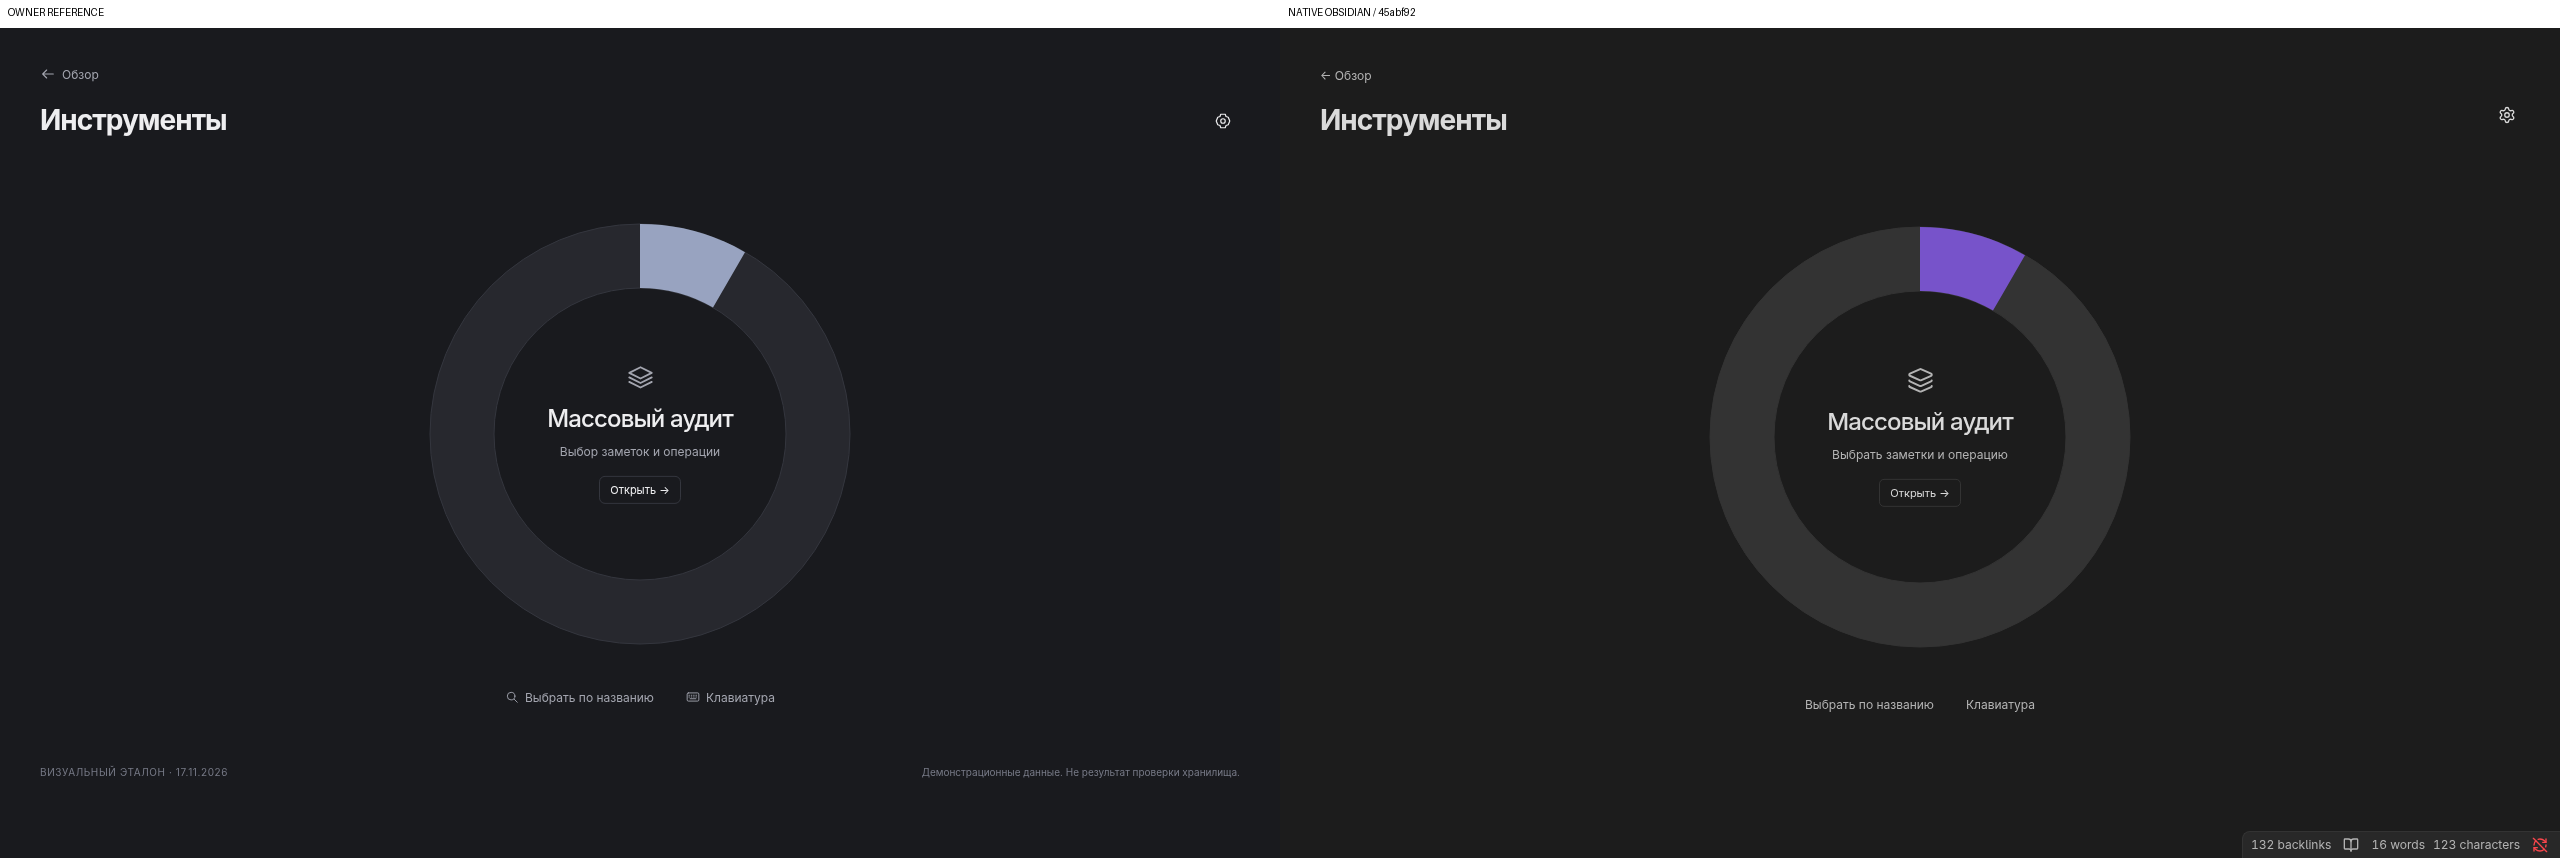 OWNER REFERENCE
← Обзор
Инструменты
Массовый аудит
Выбор заметок и операции
Открыть →
Выбрать по названию
Клавиатура
ВИЗУАЛЬНЫЙ ЭТАЛОН · 17.11.2026
Демонстрационные данные. Не результат проверки хранилища.
NATIVE OBSIDIAN / 45abf92
← Обзор
Инструменты
Массовый аудит
Выбрать заметки и операцию
Открыть →
Выбрать по названию
Клавиатура
132 backlinks
16 words
123 characters